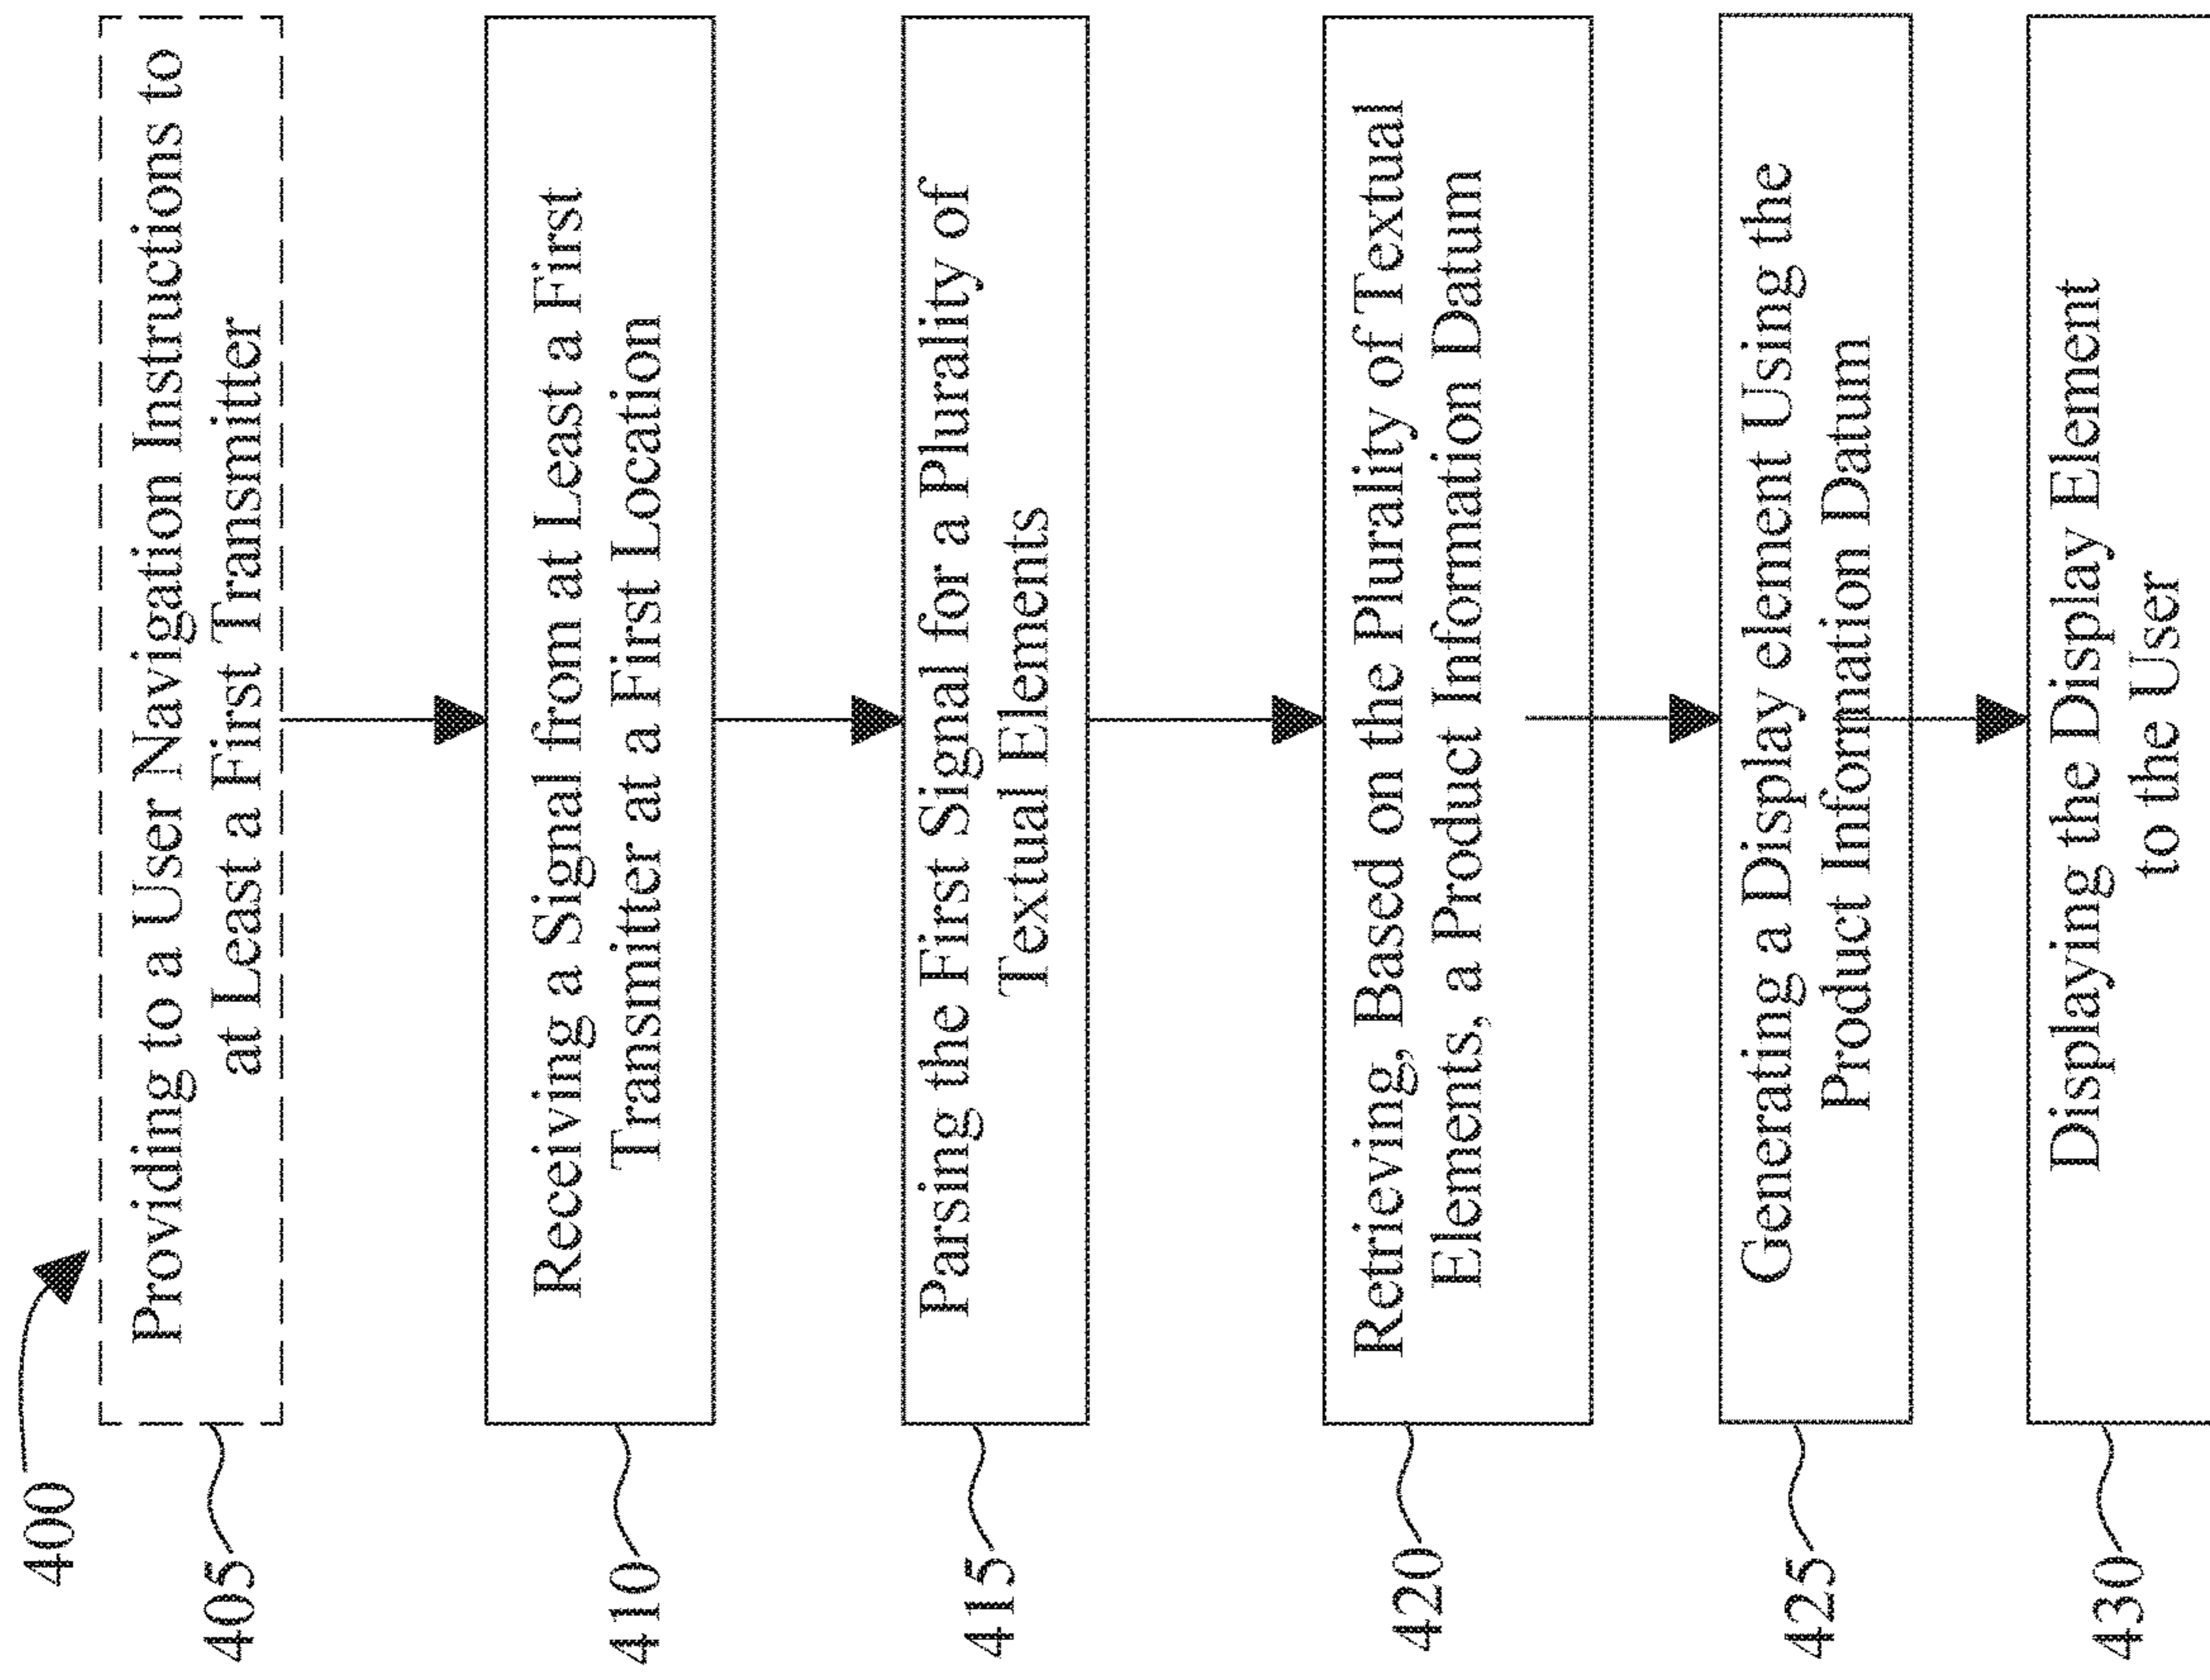 400
405
Providing to a User Navigation Instructions to
at Least a First Transmitter
410
Receiving a Signal from at Least a First
Transmitter at a First Location
415
Parsing the First Signal for a Plurality of
Textual Elements
420
Retrieving, Based on the Plurality of Textual
Elements, a Product Information Datum
425
Generating a Display element Using the
Product Information Datum
430
Displaying the Display Element
to the User